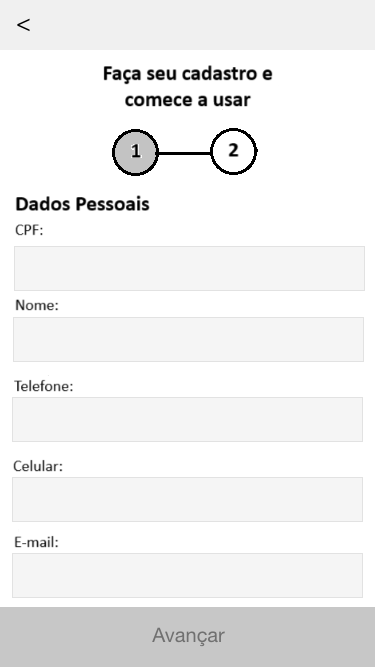 <
Faça seu cadastro e
comece a usar
1 2
Dados Pessoais
CPF:
Nome:
Telefone:
Celular:
E-mail:
Avançar